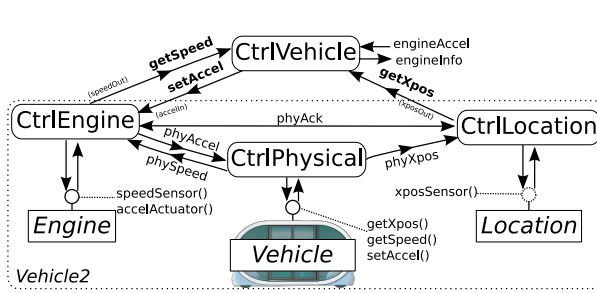 getSpeed
CtrlVehicle
engineAccel
engineInfo
setAccel
getXpos
(speedOut)
(accelIn)
(xposOut)
CtrlEngine
phyAck
CtrlLocation
phyAccel
phySpeed
CtrlPhysical
phyXpos
speedSensor()
accelActuator()
xposSensor()
Engine
Vehicle
getXpos()
getSpeed()
setAccel()
Location
Vehicle2